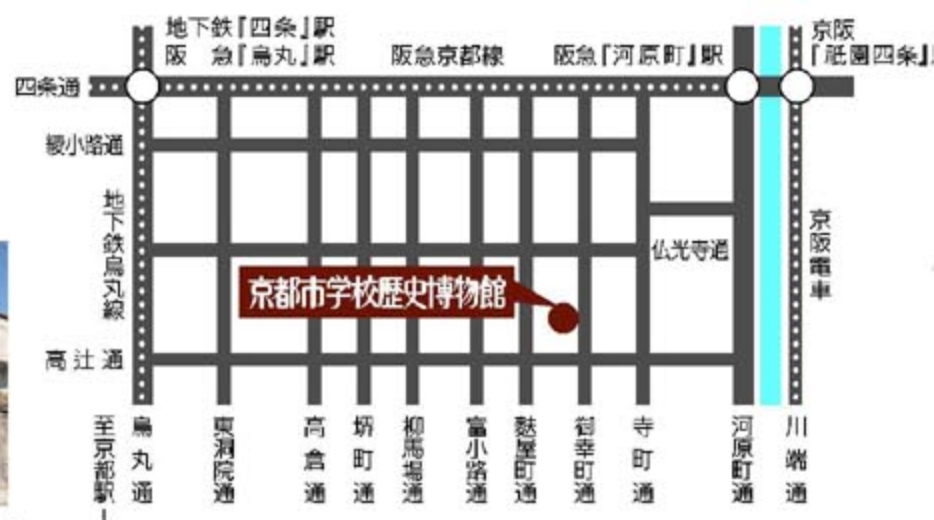 地下鉄『四条』駅
阪 急『烏丸』駅
阪急京都線
阪急『河原町』駅
京阪
『祇園四条』
四条通
綾小路通
地下鉄烏丸線
仏光寺通
京阪電車
京都市学校歴史博物館
高辻通
至京都駅
烏丸通
東洞院通
高倉通
堺町通
柳馬場通
富小路通
麩屋町通
御幸町通
寺町通
河原町通
川端通